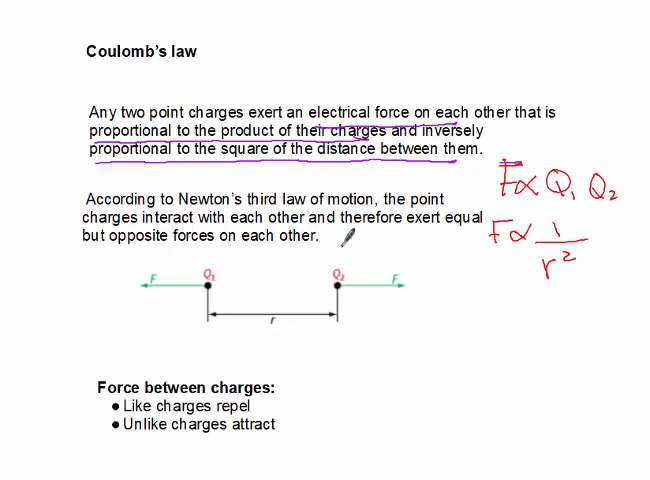 Coulomb's law
Any two point charges exert an electrical force on each other that is
proportional to the product of their charges and inversely
proportional to the square of the distance between them.
F∝ Q₁ Q₂
According to Newton's third law of motion, the point
charges interact with each other and therefore exert equal
but opposite forces on each other.
F∝ 1/r²
F Q₁ Q₂ F
r
Force between charges:
● Like charges repel
● Unlike charges attract